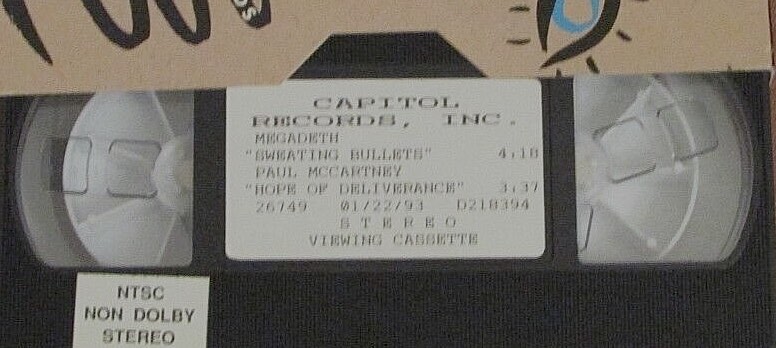 CAPITOL
RECORDS, INC.
MEGADETH
"SWEATING BULLETS" 4:18
PAUL MCCARTNEY
"HOPE OF DELIVERANCE" 3:37
26749 01/22/93 D218394
S T E R E O
VIEWING CASSETTE
NTSC
NON DOLBY
STEREO